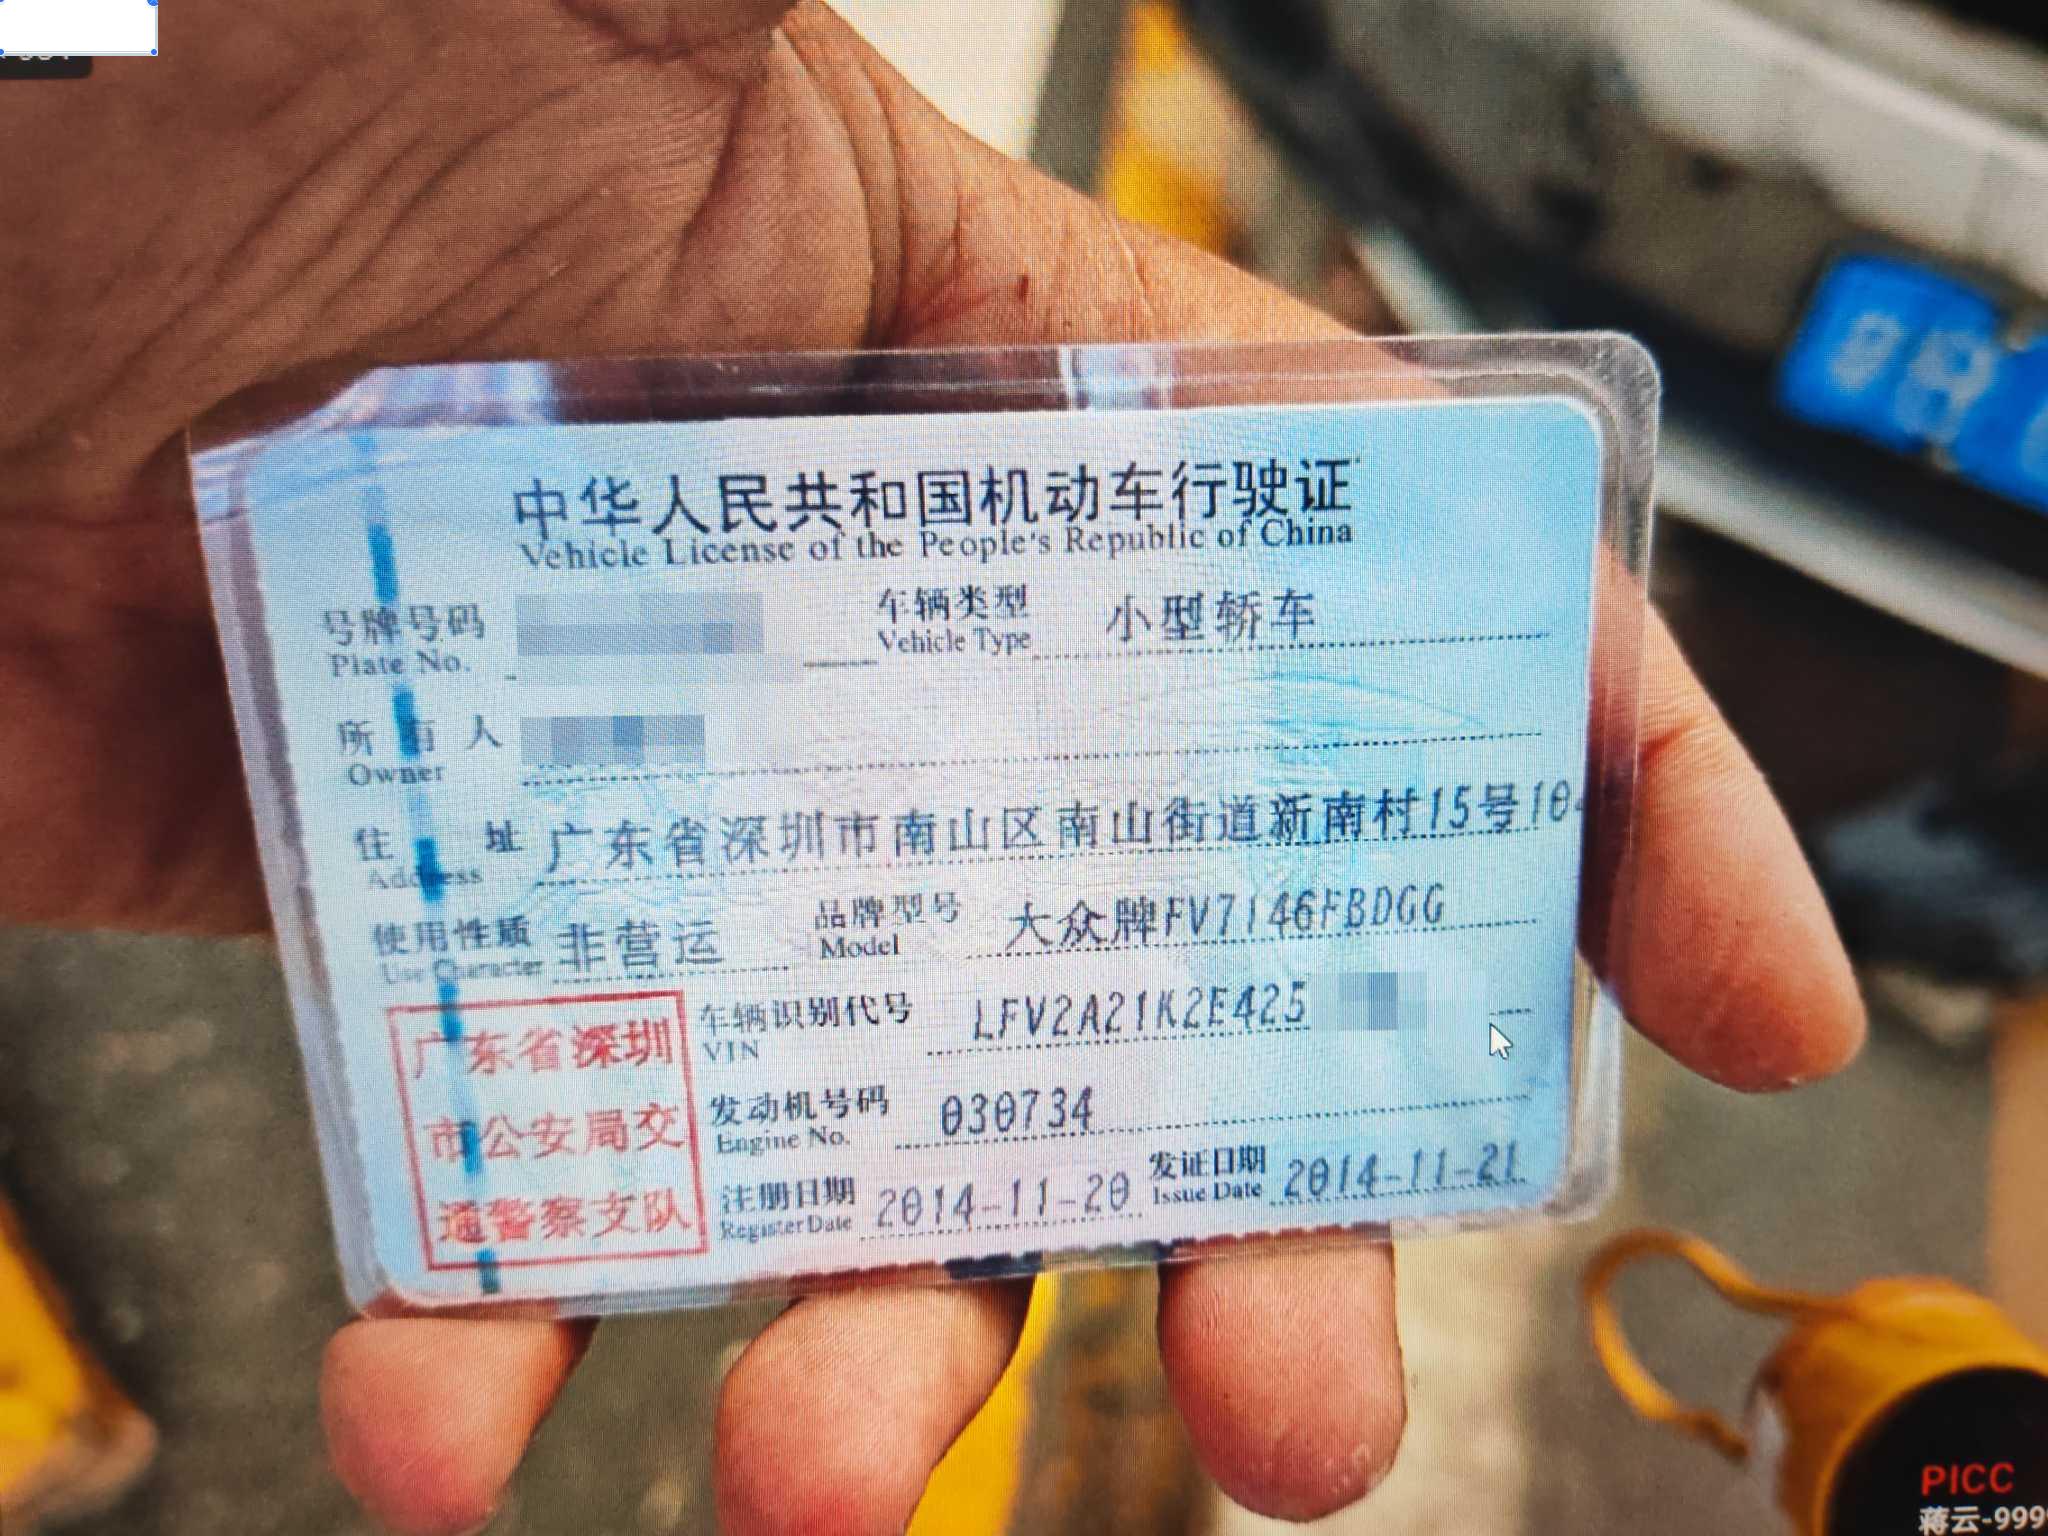 中华人民共和国机动车行驶证
Vehicle License of the People's Republic of China
号牌号码
Plate No.
车辆类型 小型轿车
Vehicle Type
所有人
Owner
住址 广东省深圳市南山区南山街道新南村15号10
Address
使用性质 非营运
Use Character
品牌型号 大众牌FV7146FBDGG
Model
广东省深圳
市公安局交
通警察支队
车辆识别代号 LFV2A21K2E425
VIN
发动机号码 030734
Engine No.
注册日期 2014-11-20
Register Date
发证日期 2014-11-21
Issue Date
PICC
蒋云-999